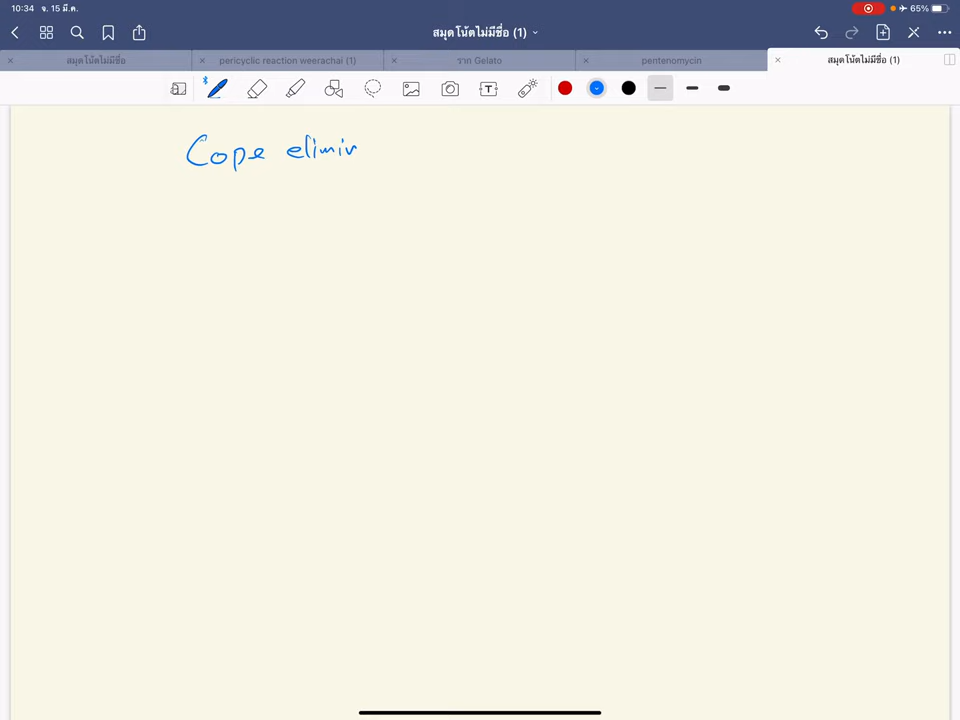 10:34 จ. 15 มี.ค. 65%
สมุดโน้ตไม่มีชื่อ (1)
สมุดโน้ตไม่มีชื่อ pericyclic reaction weerachai (1) ราก Gelato pentenomycin สมุดโน้ตไม่มีชื่อ (1)
T
Cope elimin